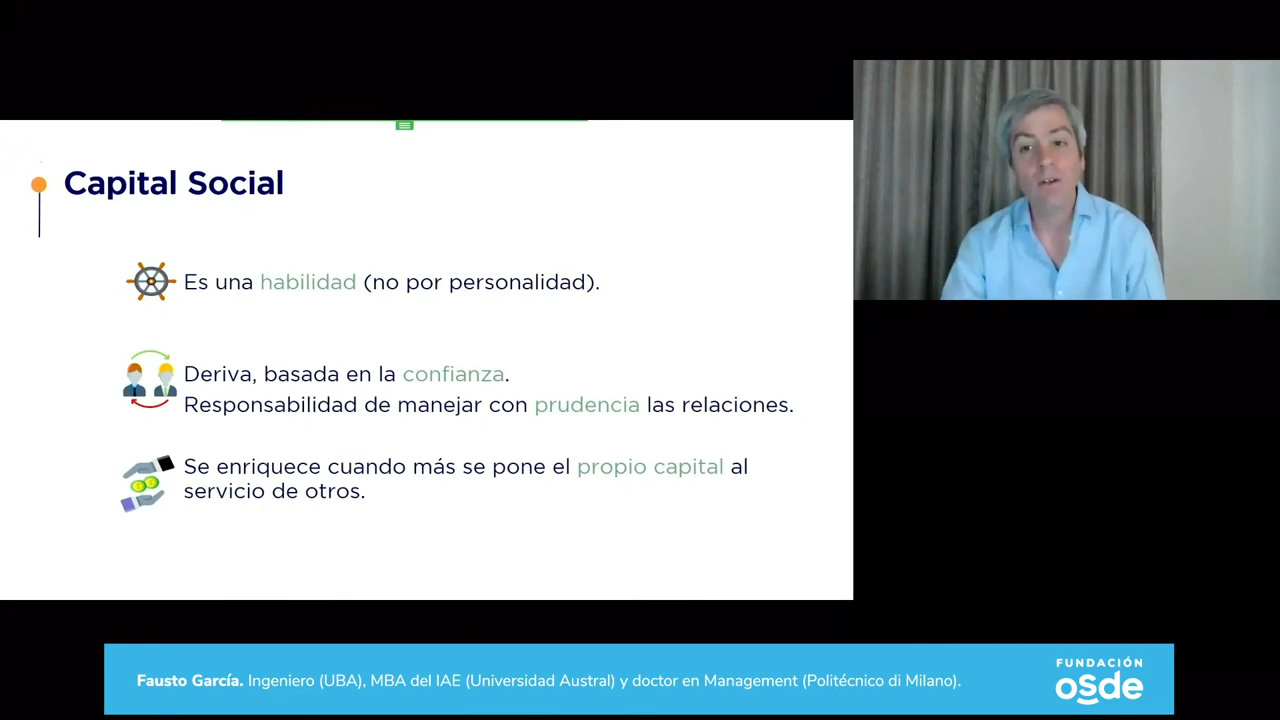 Capital Social
Es una habilidad (no por personalidad).
Deriva, basada en la confianza.
Responsabilidad de manejar con prudencia las relaciones.
Se enriquece cuando más se pone el propio capital al
servicio de otros.
Fausto García. Ingeniero (UBA), MBA del IAE (Universidad Austral) y doctor en Management (Politécnico di Milano).
FUNDACIÓN
osde